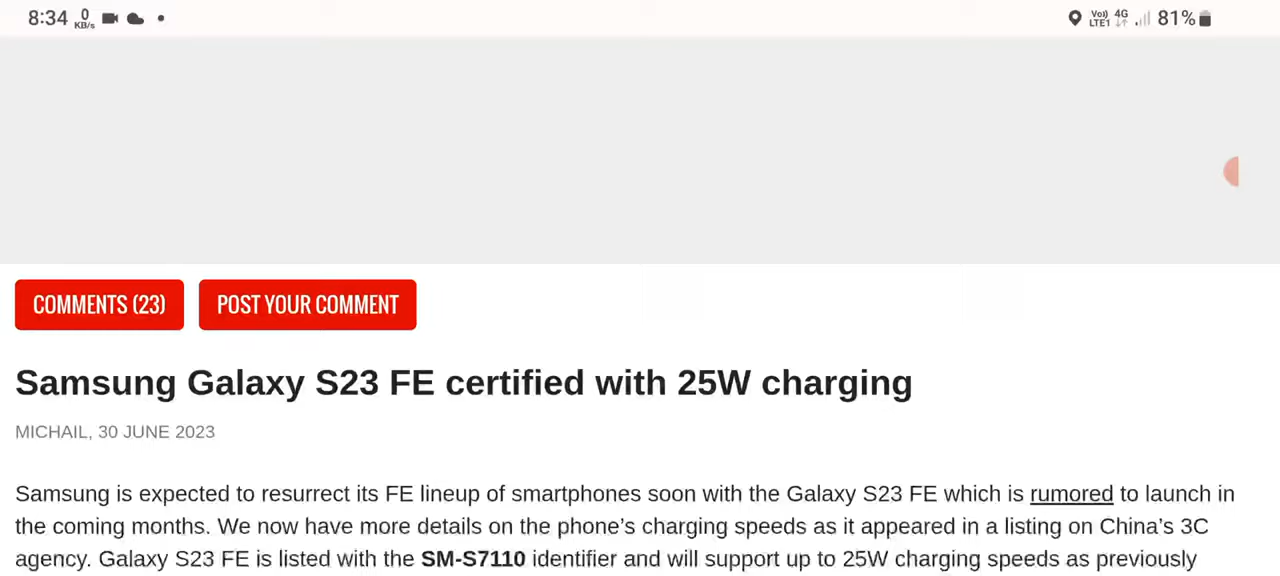 8:34 0 KB/s Vo)) LTE1 4G 81%
COMMENTS (23) POST YOUR COMMENT
Samsung Galaxy S23 FE certified with 25W charging
MICHAIL, 30 JUNE 2023
Samsung is expected to resurrect its FE lineup of smartphones soon with the Galaxy S23 FE which is rumored to launch in
the coming months. We now have more details on the phone’s charging speeds as it appeared in a listing on China’s 3C
agency. Galaxy S23 FE is listed with the SM-S7110 identifier and will support up to 25W charging speeds as previously